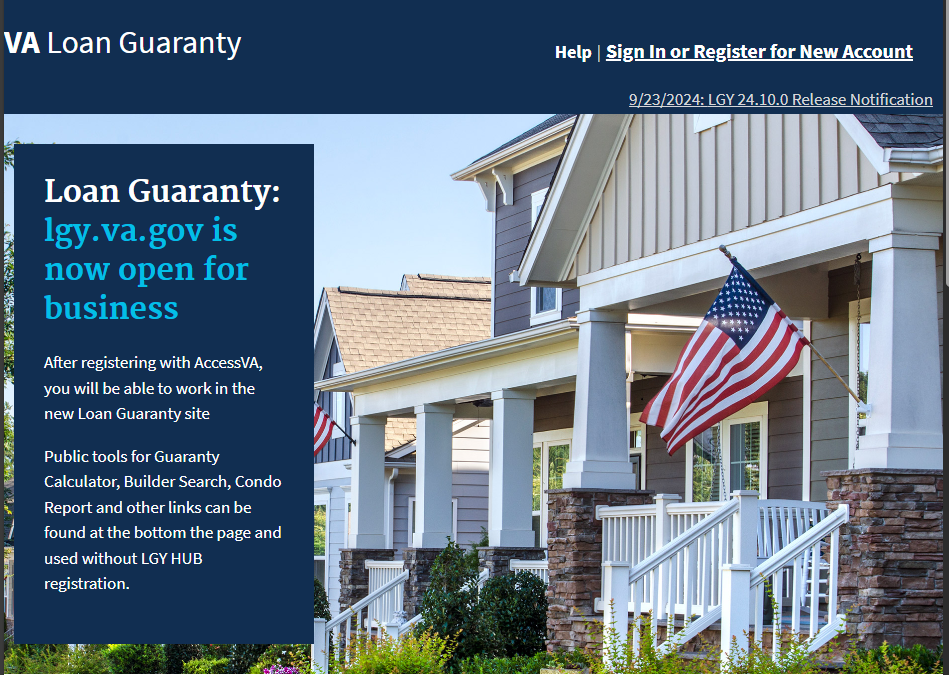 VA Loan Guaranty
Help | Sign In or Register for New Account
9/23/2024: LGY 24.10.0 Release Notification
Loan Guaranty:
lgy.va.gov is
now open for
business
After registering with AccessVA,
you will be able to work in the
new Loan Guaranty site
Public tools for Guaranty
Calculator, Builder Search, Condo
Report and other links can be
found at the bottom the page and
used without LGY HUB
registration.